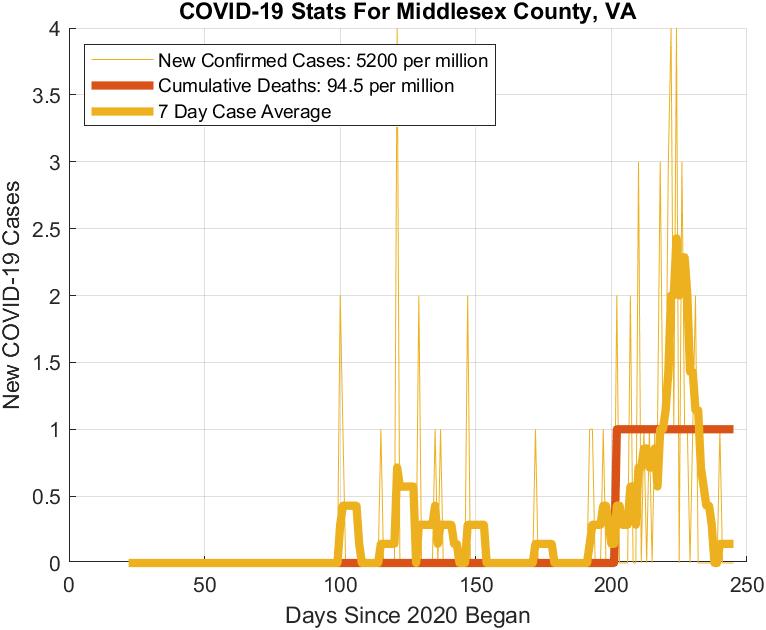 COVID-19 Stats For Middlesex County, VA
New Confirmed Cases: 5200 per million
Cumulative Deaths: 94.5 per million
7 Day Case Average
New COVID-19 Cases
4
3.5
3
2.5
2
1.5
1
0.5
0
0 50 100 150 200 250
Days Since 2020 Began